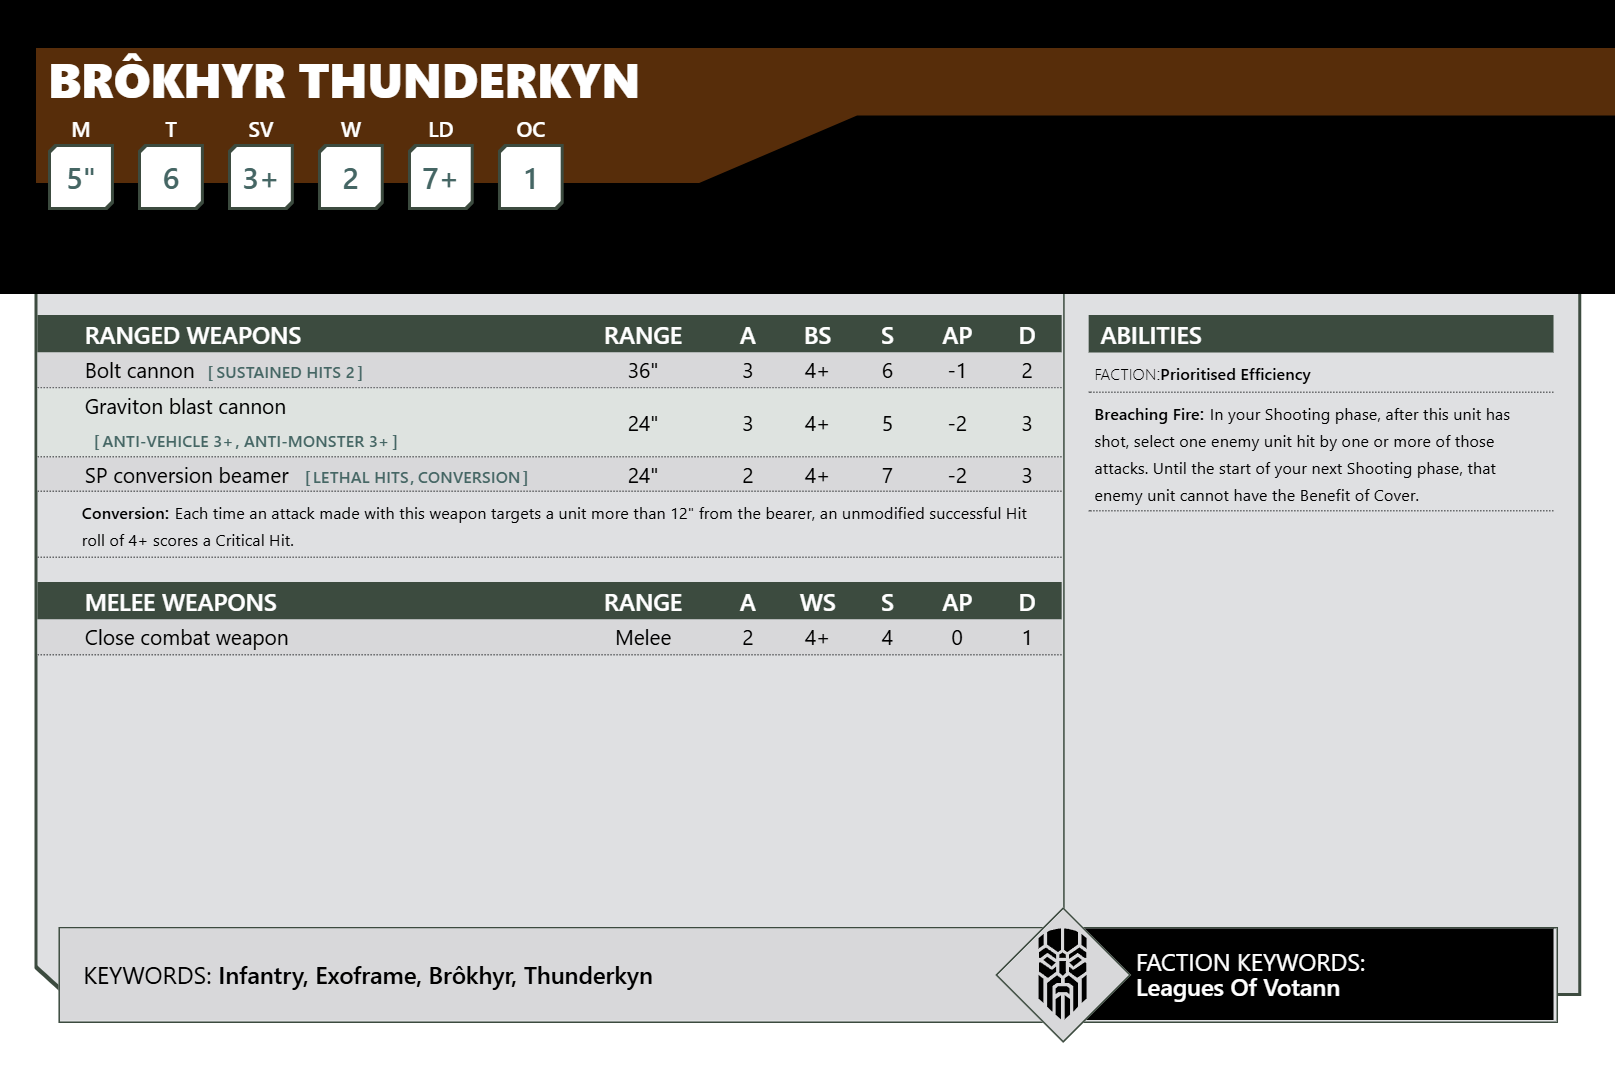 BRÔKHYR THUNDERKYN
M T SV W LD OC
5" 6 3+ 2 7+ 1
RANGED WEAPONS RANGE A BS S AP D
Bolt cannon [ SUSTAINED HITS 2 ] 36" 3 4+ 6 -1 2
Graviton blast cannon
[ ANTI-VEHICLE 3+, ANTI-MONSTER 3+ ] 24" 3 4+ 5 -2 3
SP conversion beamer [ LETHAL HITS, CONVERSION ] 24" 2 4+ 7 -2 3
Conversion: Each time an attack made with this weapon targets a unit more than 12" from the bearer, an unmodified successful Hit
roll of 4+ scores a Critical Hit.
MELEE WEAPONS RANGE A WS S AP D
Close combat weapon Melee 2 4+ 4 0 1
ABILITIES
FACTION:Prioritised Efficiency
Breaching Fire: In your Shooting phase, after this unit has
shot, select one enemy unit hit by one or more of those
attacks. Until the start of your next Shooting phase, that
enemy unit cannot have the Benefit of Cover.
KEYWORDS: Infantry, Exoframe, Brôkhyr, Thunderkyn
FACTION KEYWORDS:
Leagues Of Votann